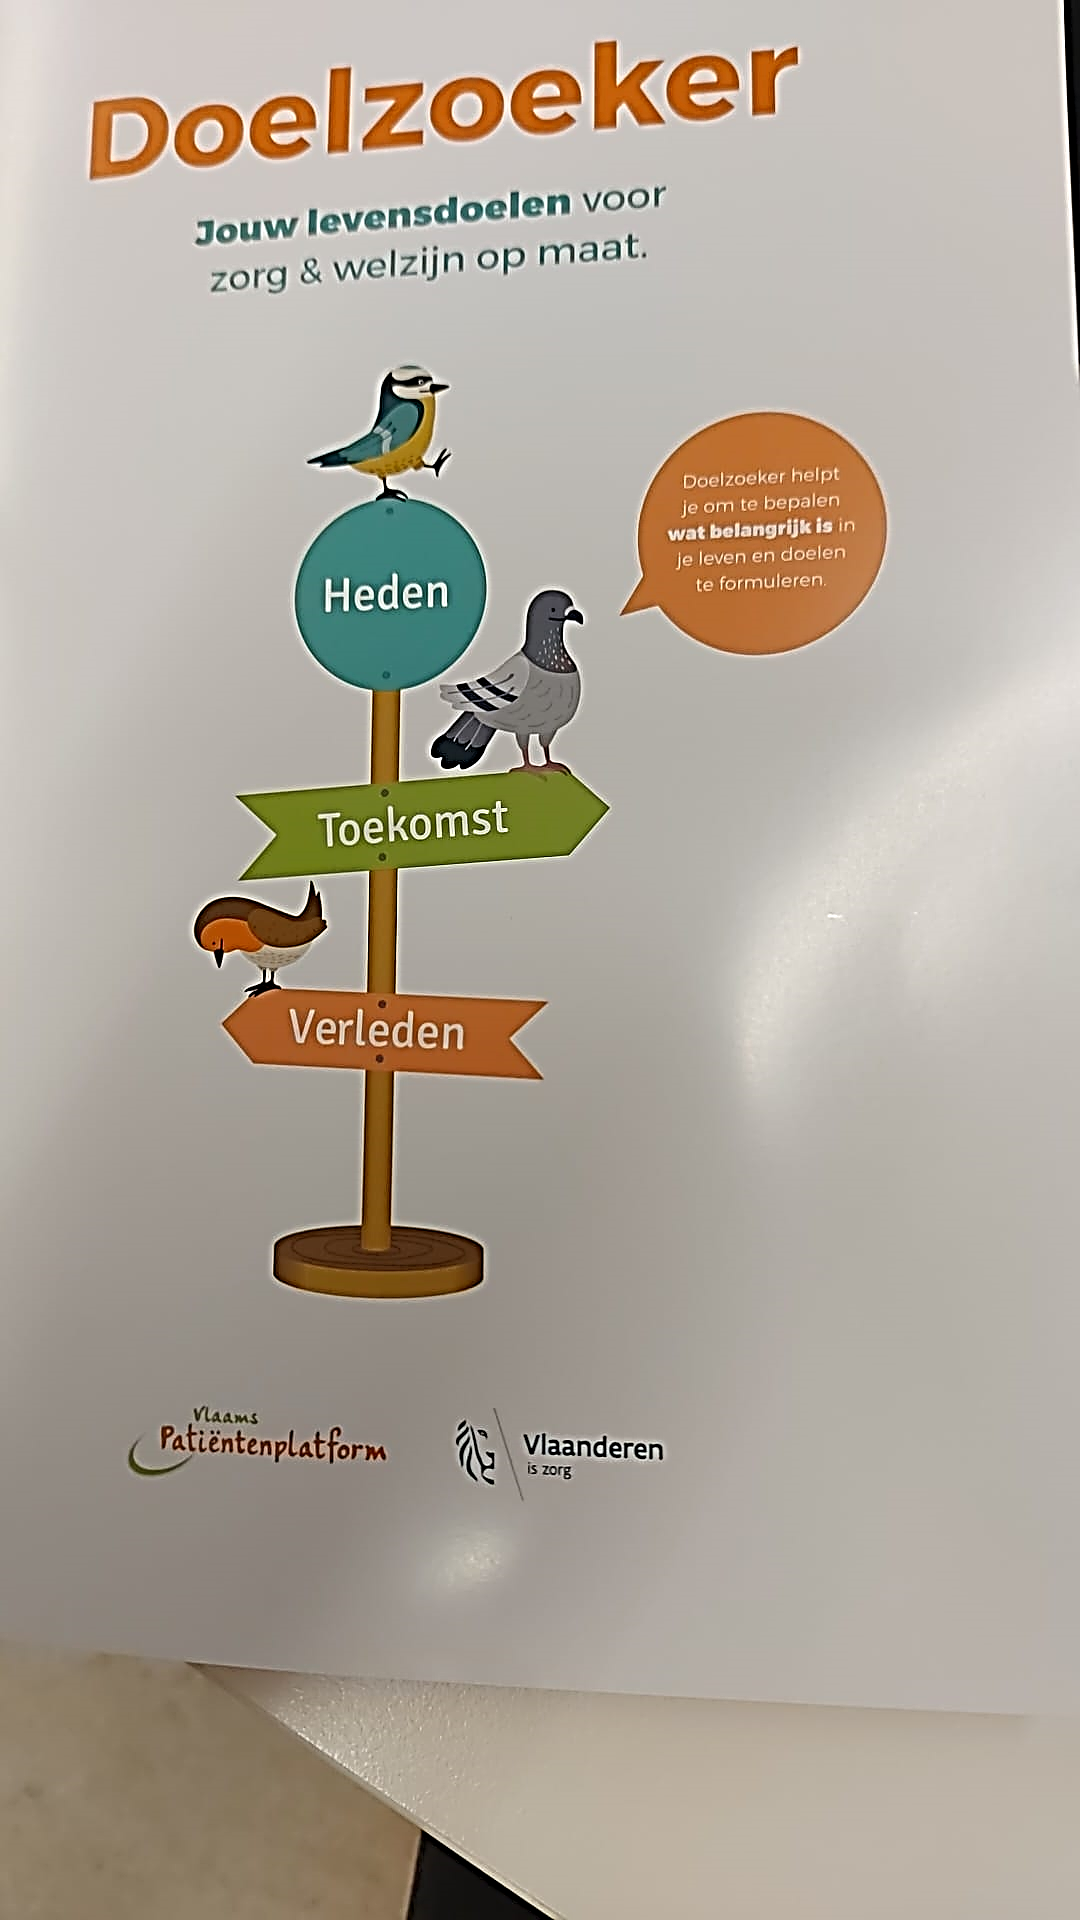 Doelzoeker
Jouw levensdoelen voor
zorg & welzijn op maat.
Doelzoeker helpt
je om te bepalen
wat belangrijk is in
je leven en doelen
te formuleren.
Heden
Toekomst
Verleden
Vlaams
Patiëntenplatform
Vlaanderen
is zorg